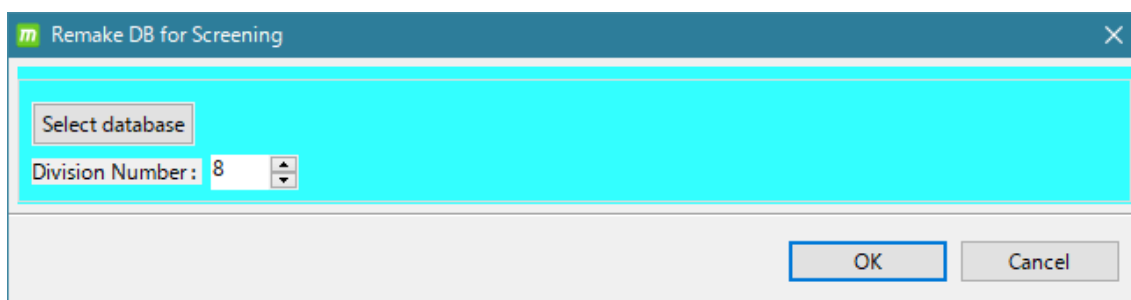 m Remake DB for Screening
Select database
Division Number : 8
OK Cancel